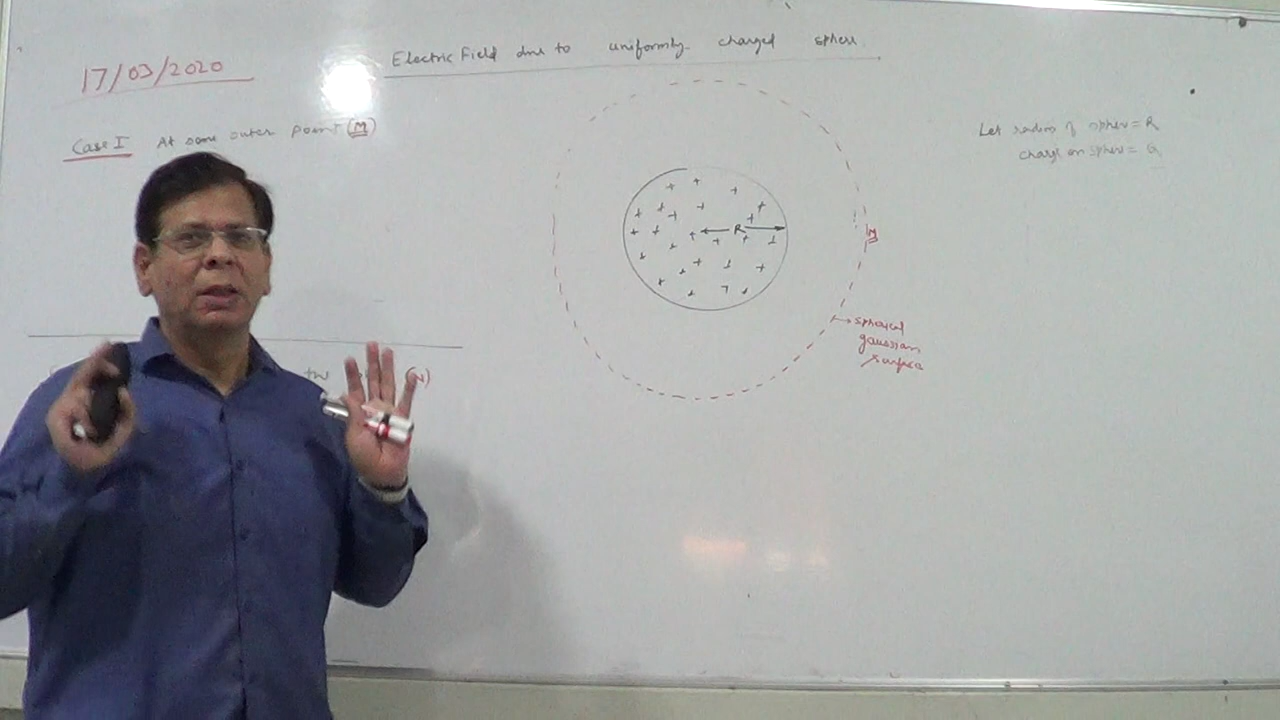 17/03/2020
Electric Field due to uniformly charged sphere.
Case I At some outer point (M)
Let radius of sphere = R
charge on sphere = Q
R
M
spherical
gaussian
surface
the